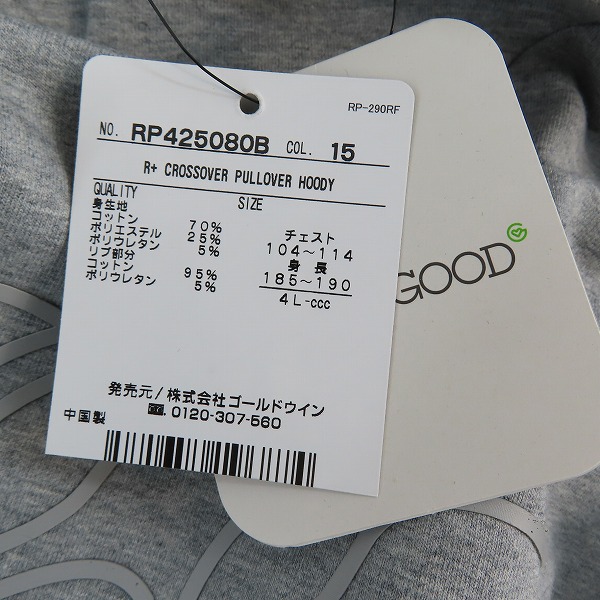 RP-290RF
NO. RP425080B COL. 15
R+ CROSSOVER PULLOVER HOODY
QUALITY
身生地
コットン 70%
ポリエステル 25%
ポリウレタン 5%
リブ部分
コットン 95%
ポリウレタン 5%
SIZE
チェスト
104～114
身 長
185～190
4L-ccc
発売元/株式会社ゴールドウイン
0120-307-560
中国製
GOOD